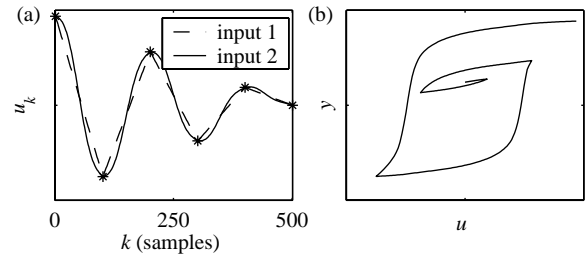 (a)
input 1
input 2
u_k
0
250
500
k (samples)
(b)
y
u